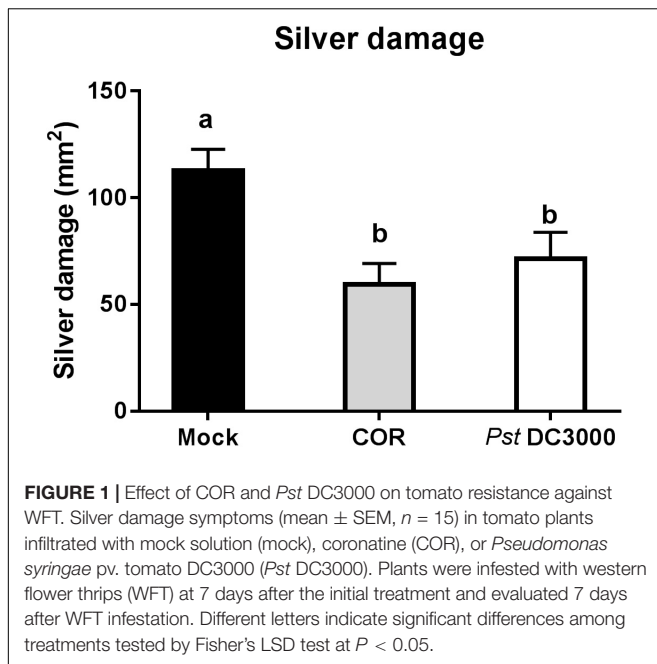 Silver damage
Silver damage (mm²)
150
100
50
0
a
b
b
Mock
COR
Pst DC3000
FIGURE 1 | Effect of COR and Pst DC3000 on tomato resistance against
WFT. Silver damage symptoms (mean ± SEM, n = 15) in tomato plants
infiltrated with mock solution (mock), coronatine (COR), or Pseudomonas
syringae pv. tomato DC3000 (Pst DC3000). Plants were infested with western
flower thrips (WFT) at 7 days after the initial treatment and evaluated 7 days
after WFT infestation. Different letters indicate significant differences among
treatments tested by Fisher's LSD test at P < 0.05.